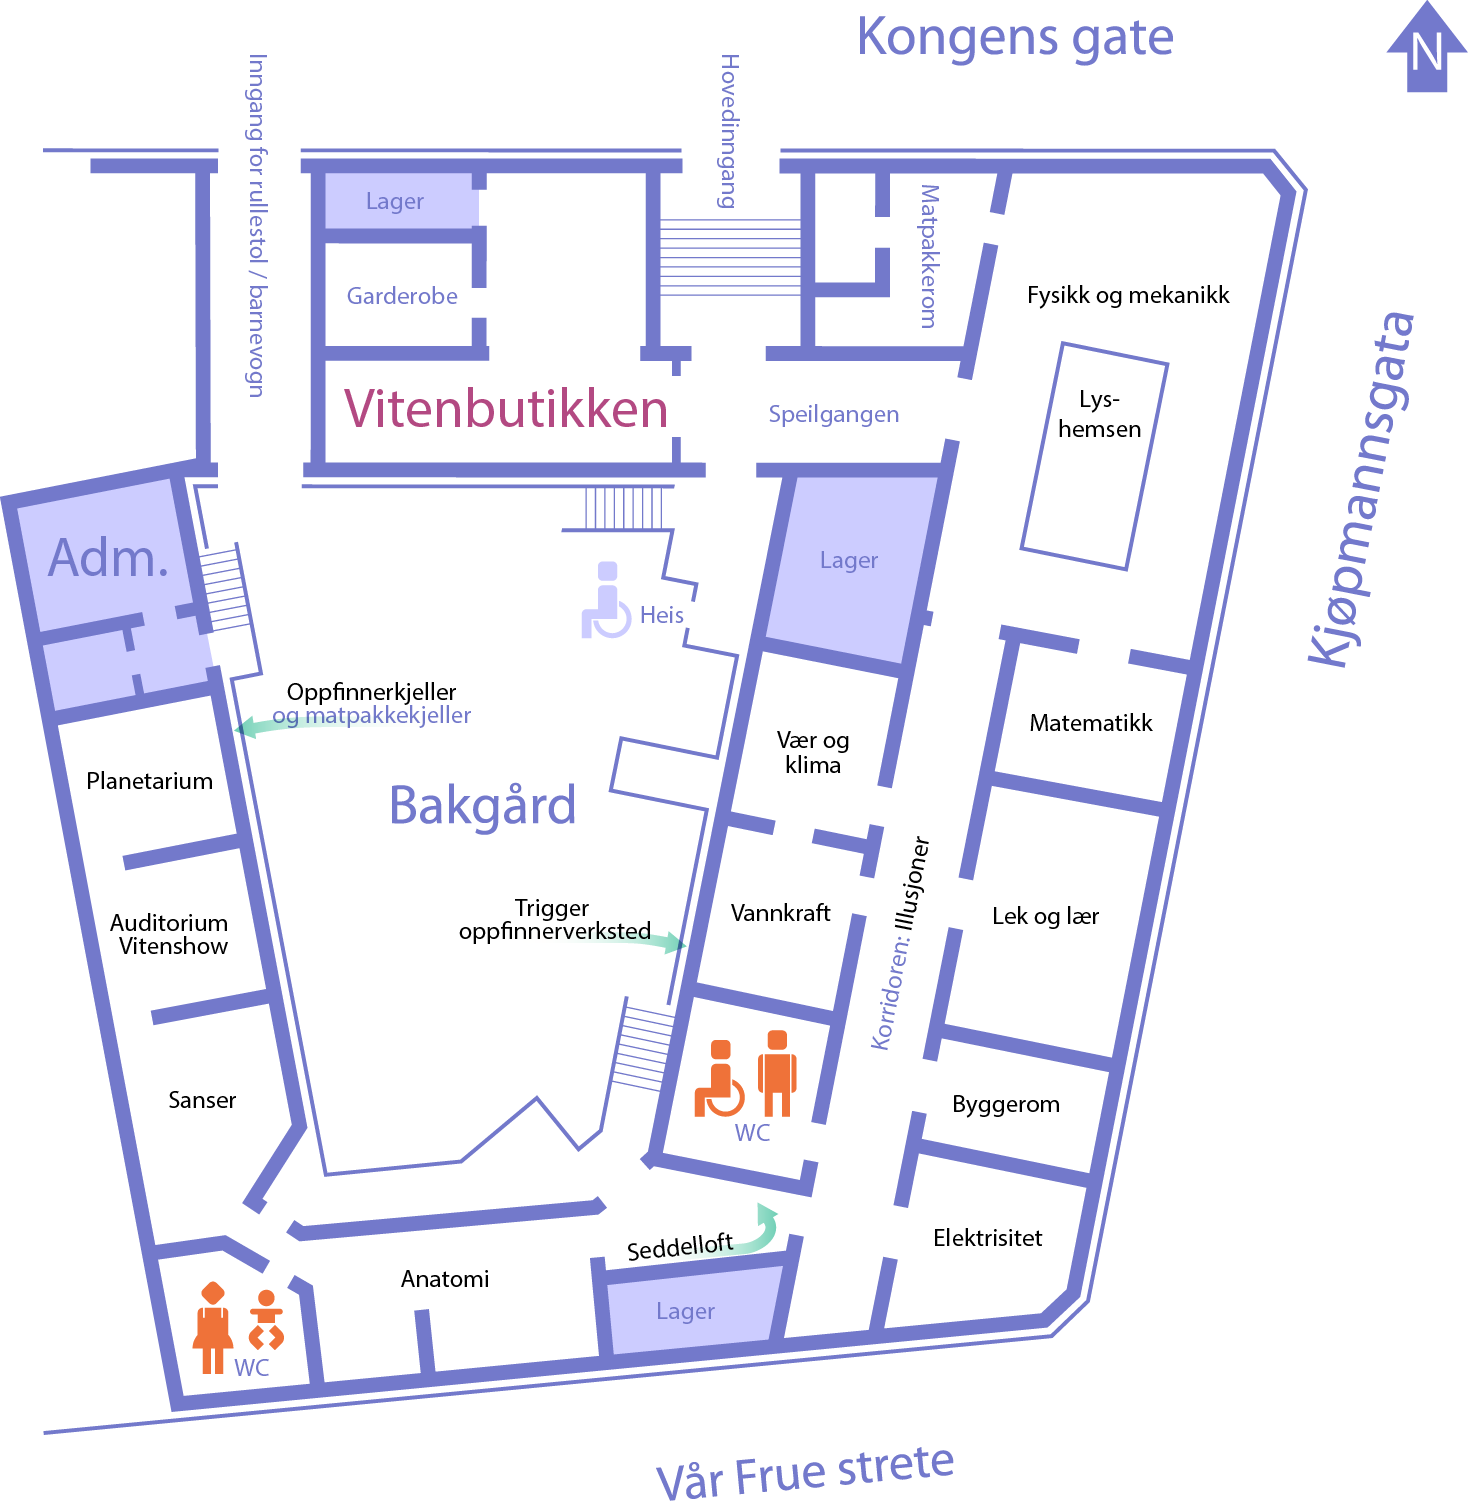 Kongens gate
N
Inngang for rullestol / barnevogn
Hovedinngang
Lager
Matpakkerom
Garderobe
Fysikk og mekanikk
Kjøpmannsgata
Vitenbutikken
Speilgangen
Lys-
hemsen
Adm.
Lager
Heis
Oppfinnerkjeller
og matpakkekjeller
Matematikk
Vær og
klima
Planetarium
Bakgård
Trigger
oppfinnerverksted
Vannkraft
Korridoren: Illusjoner
Lek og lær
Auditorium
Vitenshow
Sanser
WC
Byggerom
Seddelloft
Elektrisitet
Anatomi
Lager
WC
Vår Frue strete